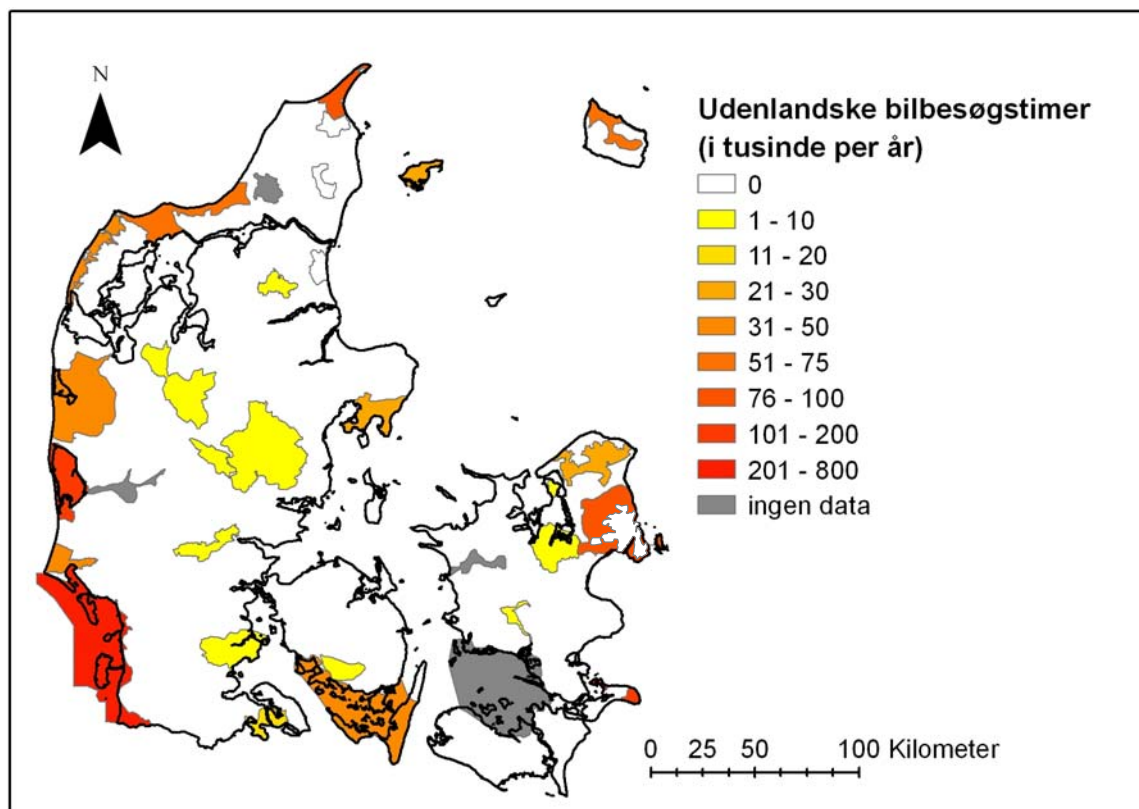 N
Udenlandske bilbesøgstimer
(i tusinde per år)
0
1 - 10
11 - 20
21 - 30
31 - 50
51 - 75
76 - 100
101 - 200
201 - 800
ingen data
0 25 50 100 Kilometer